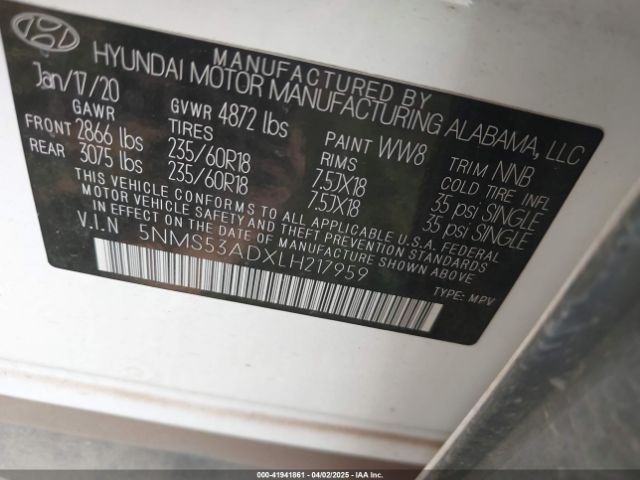 MANUFACTURED BY
HYUNDAI MOTOR MANUFACTURING ALABAMA, LLC
Jan/17/20 GVWR 4872 lbs PAINT WW8 TRIM NNB
GAWR TIRES RIMS COLD TIRE INFL
FRONT 2866 lbs 235/60R18 7.5JX18 35 psi SINGLE
REAR 3075 lbs 235/60R18 7.5JX18 35 psi SINGLE
THIS VEHICLE CONFORMS TO ALL APPLICABLE U.S.A FEDERAL
MOTOR VEHICLE SAFETY AND THEFT PREVENTION STANDARDS
IN EFFECT ON THE DATE OF MANUFACTURE SHOWN ABOVE
V.I.N 5NMS53ADXLH217959
TYPE: MPV
000-41941861 - 04/02/2025 - IAA Inc.